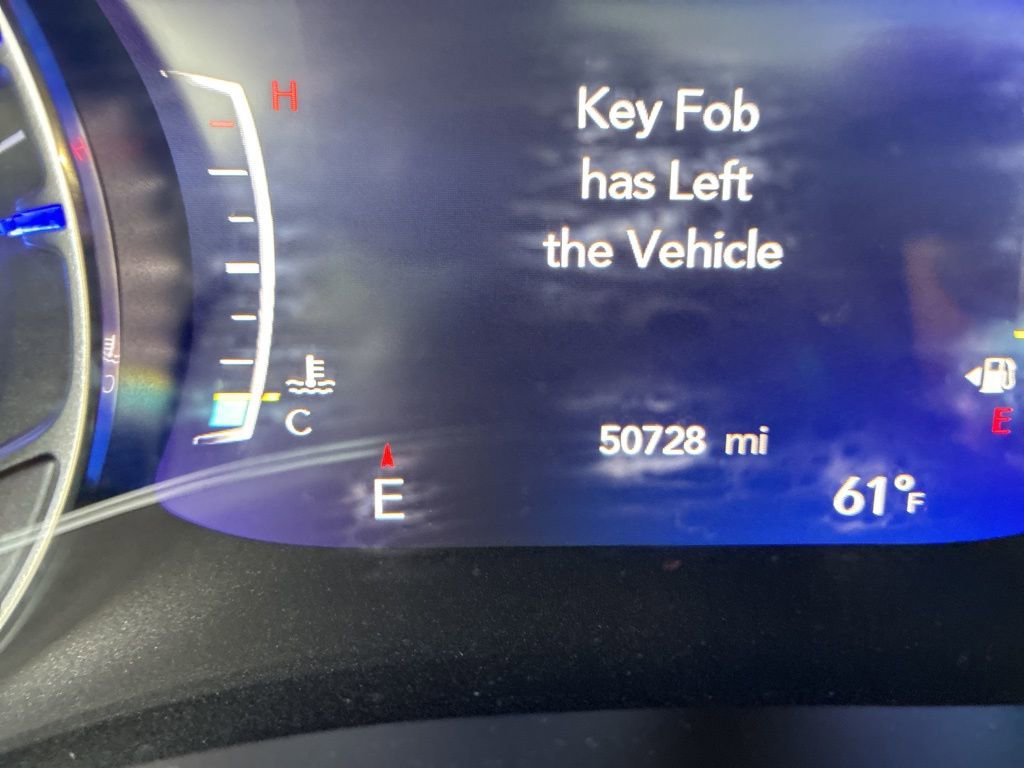 H
Key Fob
has Left
the Vehicle
C
E
50728 mi
E
61°F